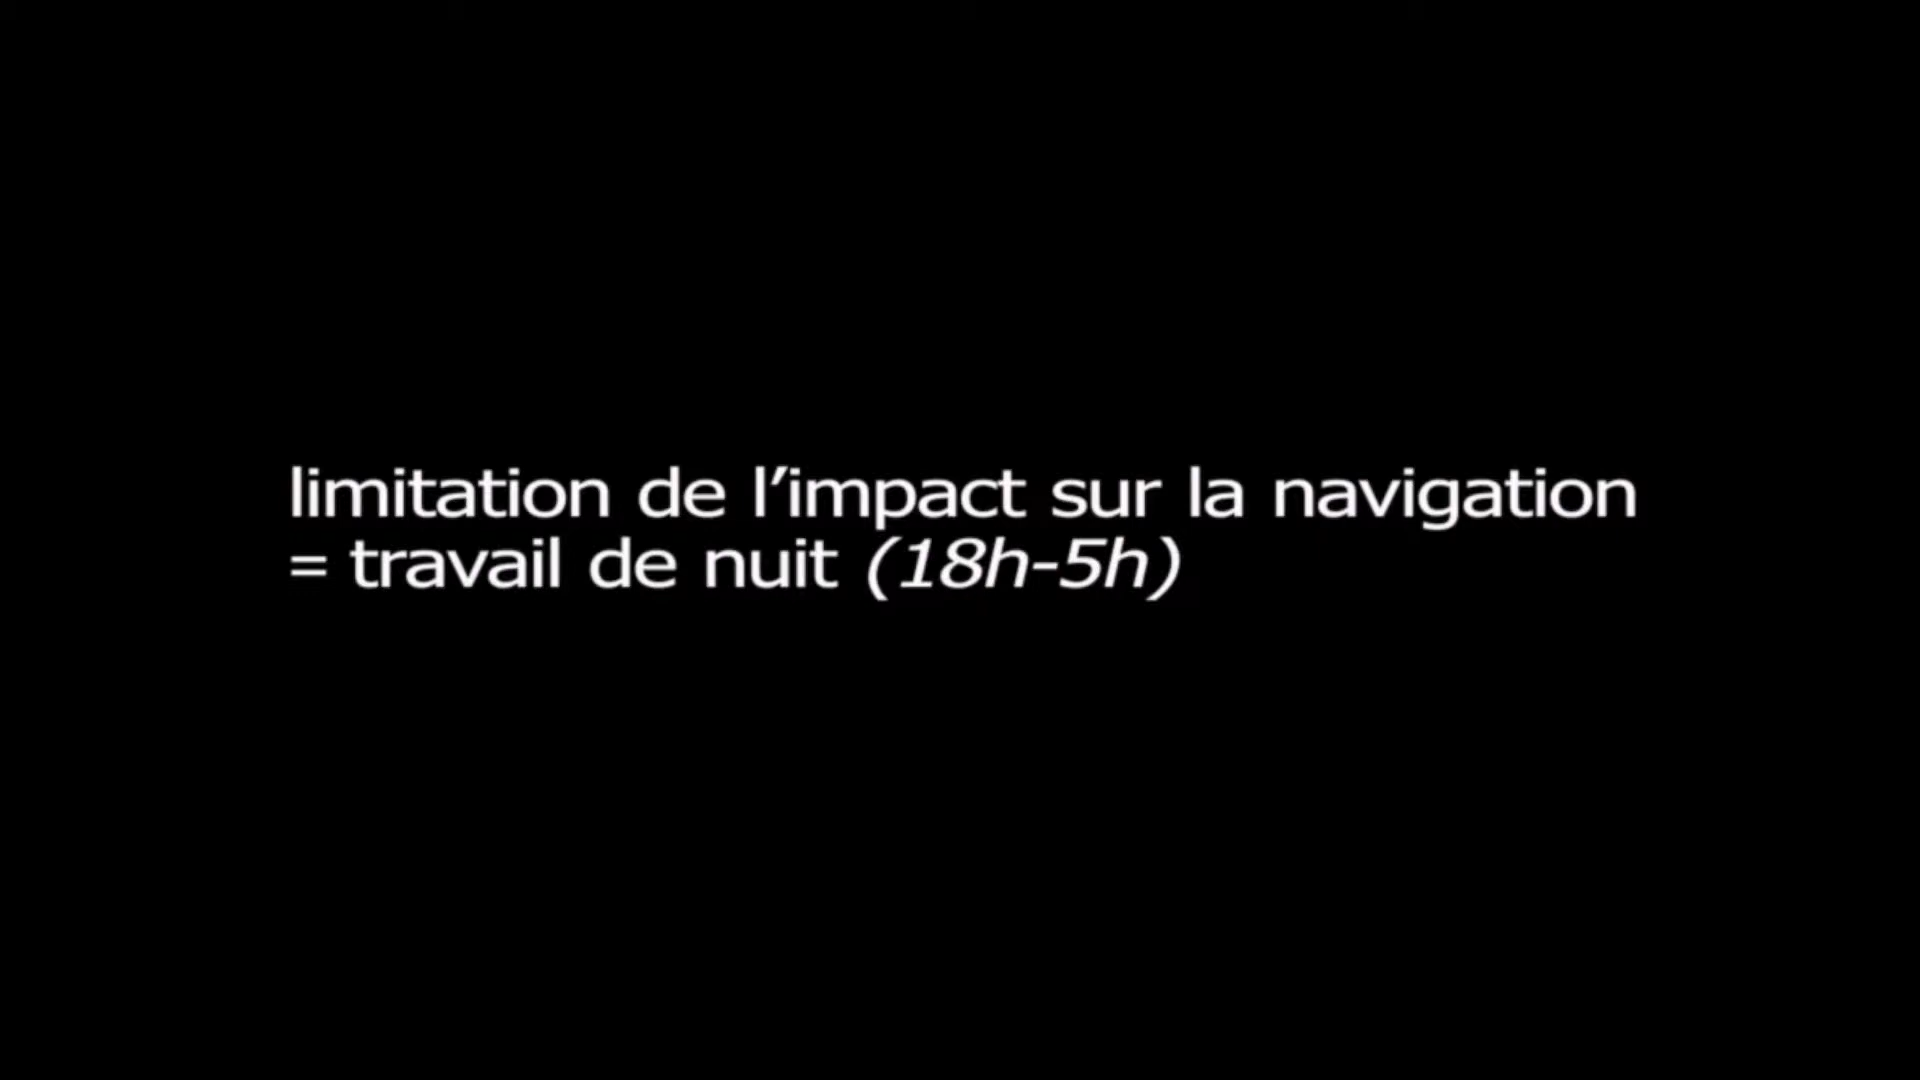 limitation de l’impact sur la navigation
= travail de nuit (18h-5h)